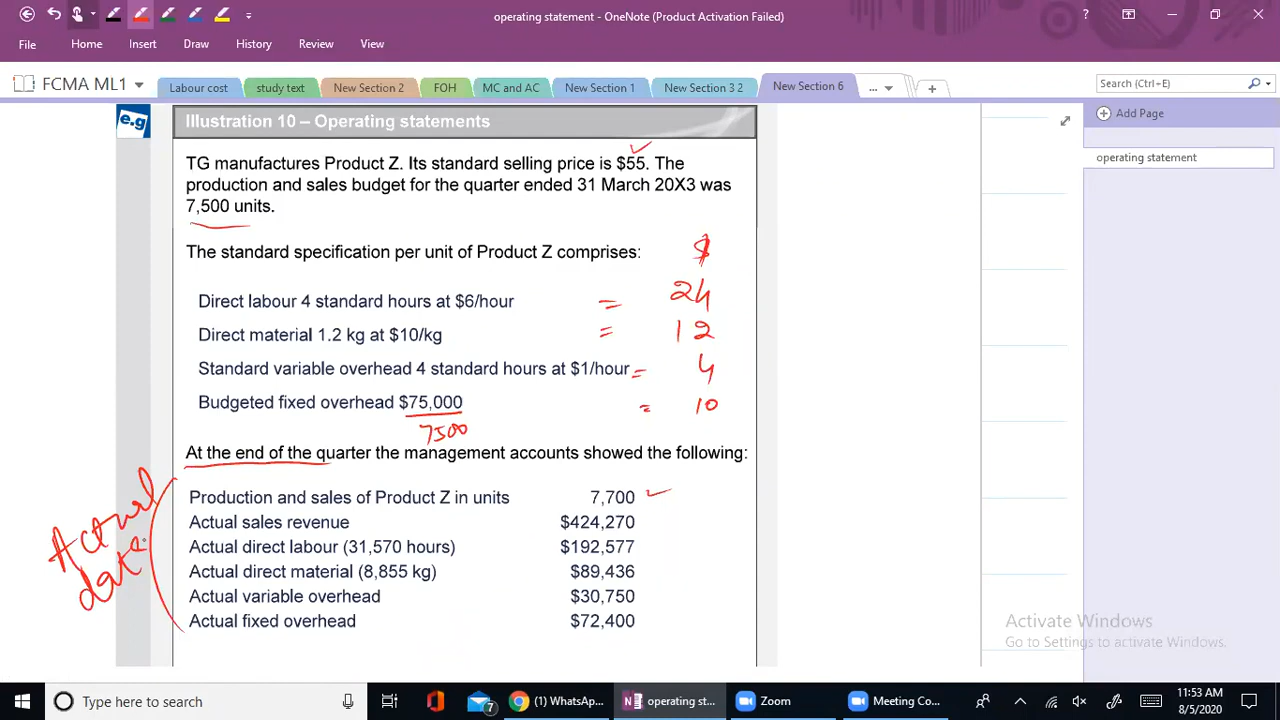 operating statement - OneNote (Product Activation Failed)
?
File Home Insert Draw History Review View
FCMA ML1
Labour cost study text New Section 2 FOH MC and AC New Section 1 New Section 3 2 New Section 6 ...
Search (Ctrl+E)
Add Page
operating statement
e.g
Illustration 10 – Operating statements
TG manufactures Product Z. Its standard selling price is $55. The
production and sales budget for the quarter ended 31 March 20X3 was
7,500 units.
The standard specification per unit of Product Z comprises: $
Direct labour 4 standard hours at $6/hour = 24
Direct material 1.2 kg at $10/kg = 12
Standard variable overhead 4 standard hours at $1/hour = 4
Budgeted fixed overhead $75,000 = 10
7500
At the end of the quarter the management accounts showed the following:
Actual
date
Production and sales of Product Z in units 7,700
Actual sales revenue $424,270
Actual direct labour (31,570 hours) $192,577
Actual direct material (8,855 kg) $89,436
Actual variable overhead $30,750
Actual fixed overhead $72,400
Activate Windows
Go to Settings to activate Windows.
Type here to search
7
(1) WhatsApp...
operating st...
Zoom
Meeting Co...
11:53 AM
8/5/2020